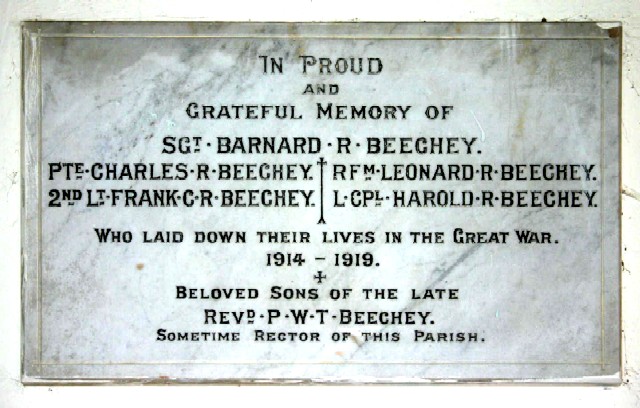 IN PROUD
AND
GRATEFUL MEMORY OF
SGT·BARNARD·R·BEECHEY.
PTE·CHARLES·R·BEECHEY. RFM·LEONARD·R·BEECHEY.
2ND LT·FRANK·C·R·BEECHEY. L·CPL·HAROLD·R·BEECHEY.
WHO LAID DOWN THEIR LIVES IN THE GREAT WAR.
1914 – 1919.
BELOVED SONS OF THE LATE
REVD·P·W·T·BEECHEY.
SOMETIME RECTOR OF THIS PARISH.